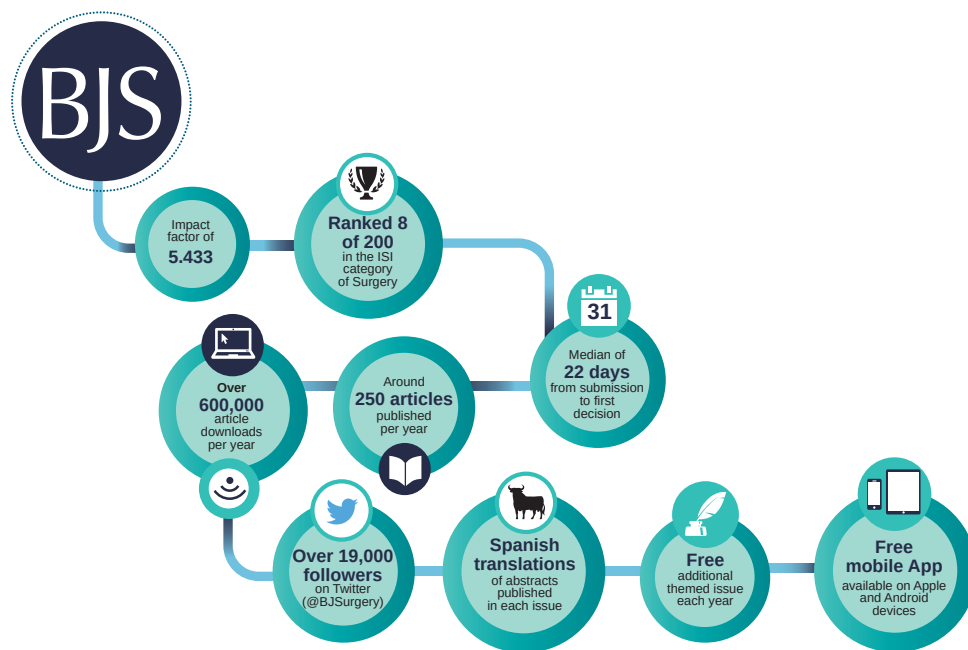 BJS
Impact
factor of
5.433
Ranked 8
of 200
in the ISI
category
of Surgery
31
Median of
22 days
from submission
to first
decision
Around
250 articles
published
per year
Over
600,000
article
downloads
per year
Over 19,000
followers
on Twitter
(@BJSurgery)
Spanish
translations
of abstracts
published
in each issue
Free
additional
themed issue
each year
Free
mobile App
available on Apple
and Android
devices